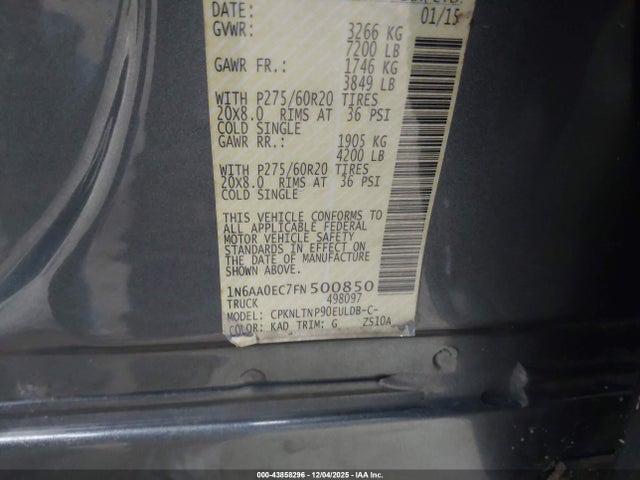 DATE: 01/15
GVWR: 3266 KG
7200 LB
GAWR FR.: 1746 KG
3849 LB
WITH P275/60R20 TIRES
20X8.0 RIMS AT 36 PSI
COLD SINGLE
GAWR RR.: 1905 KG
4200 LB
WITH P275/60R20 TIRES
20X8.0 RIMS AT 36 PSI
COLD SINGLE
THIS VEHICLE CONFORMS TO
ALL APPLICABLE FEDERAL
MOTOR VEHICLE SAFETY
STANDARDS IN EFFECT ON
THE DATE OF MANUFACTURE
SHOWN ABOVE.
1N6AA0EC7FN500850
TRUCK 498097
MODEL: CPKNLTNP90EULDB-C-
COLOR: KAD TRIM: G ZS10A
000-43858296 - 12/04/2025 - IAA Inc.